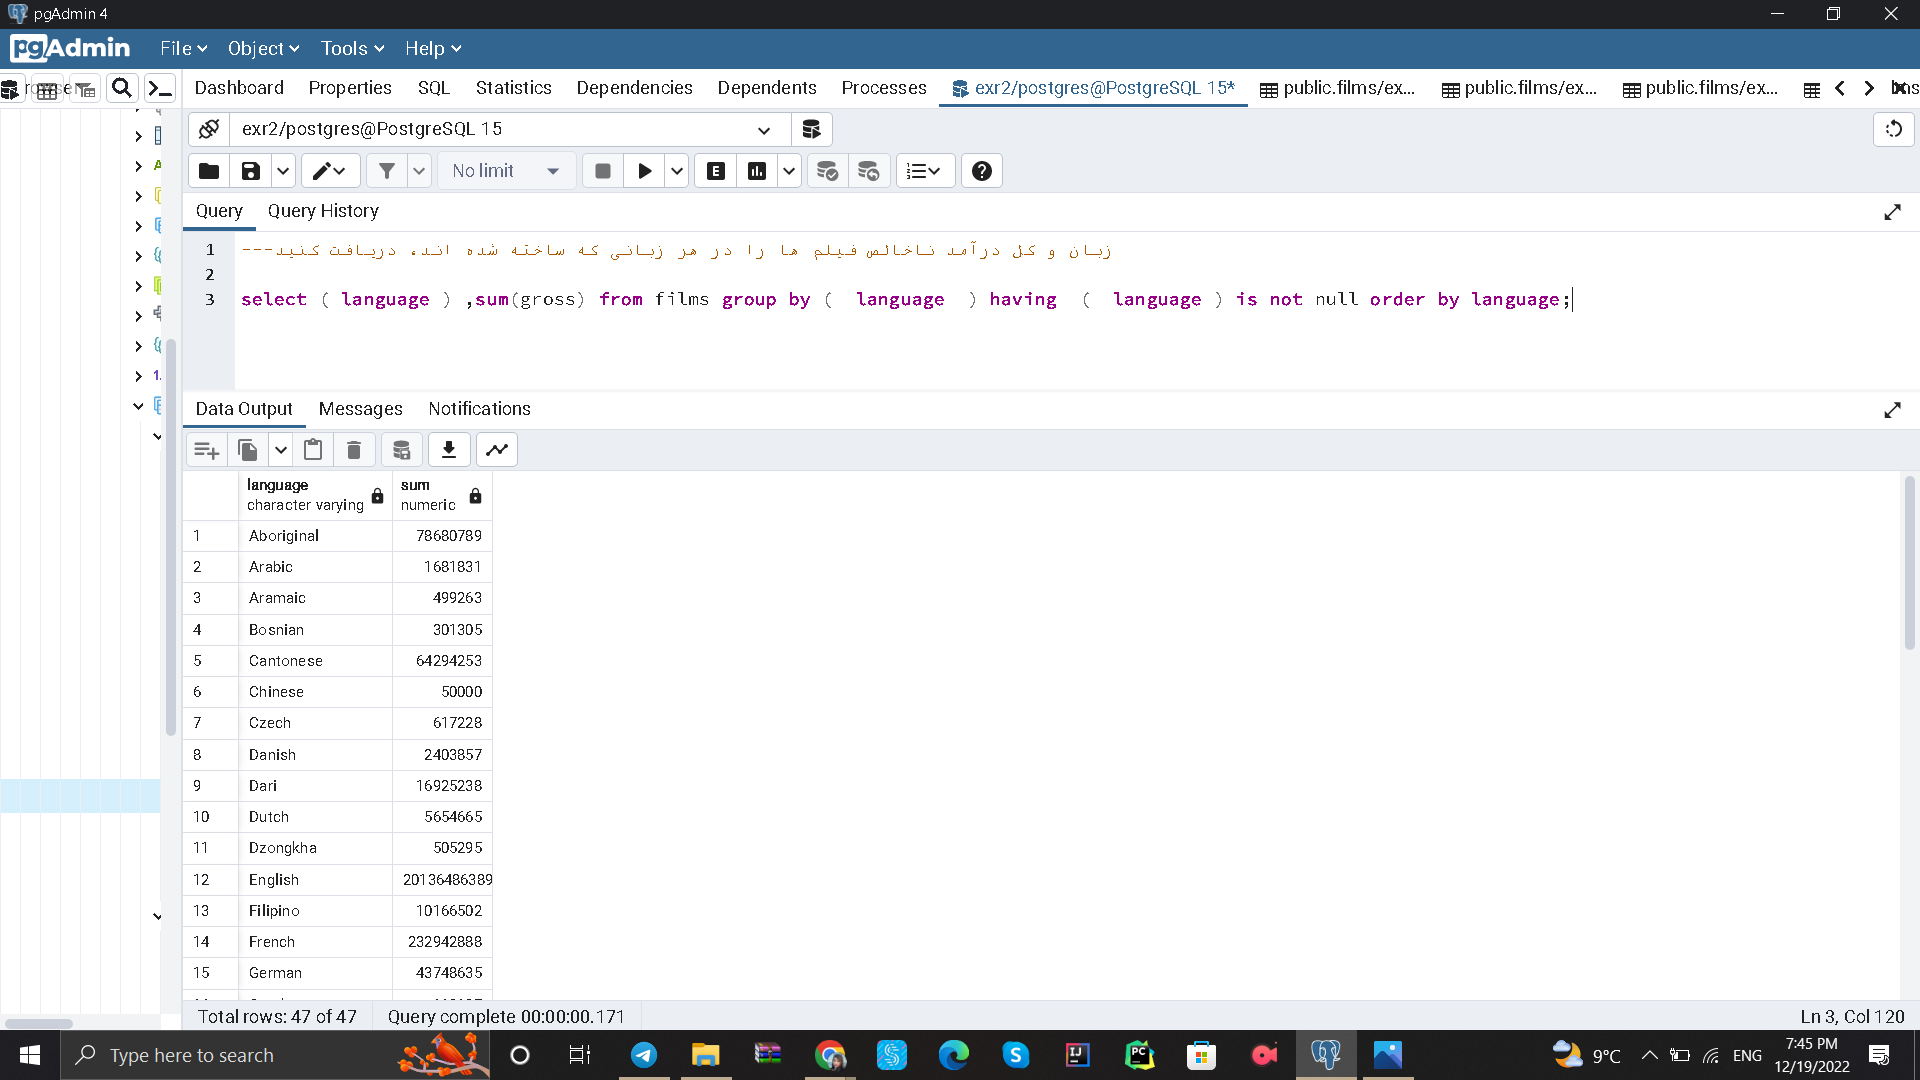 pgAdmin 4
pgAdmin File Object Tools Help
Dashboard Properties SQL Statistics Dependencies Dependents Processes exr2/postgres@PostgreSQL 15* public.films/ex... public.films/ex... public.films/ex...
exr2/postgres@PostgreSQL 15
No limit
Query Query History
1 ---زبان و کل درآمد ناخالص فیلم ها را در هر زبانی که ساخته شده اند، دریافت کنید
2
3 select ( language ) ,sum(gross) from films group by (  language  ) having  (  language ) is not null order by language;
Data Output Messages Notifications
language sum
character varying numeric
1 Aboriginal 78680789
2 Arabic 1681831
3 Aramaic 499263
4 Bosnian 301305
5 Cantonese 64294253
6 Chinese 50000
7 Czech 617228
8 Danish 2403857
9 Dari 16925238
10 Dutch 5654665
11 Dzongkha 505295
12 English 20136486389
13 Filipino 10166502
14 French 232942888
15 German 43748635
Total rows: 47 of 47 Query complete 00:00:00.171 Ln 3, Col 120
Type here to search 9°C ENG 7:45 PM
12/19/2022